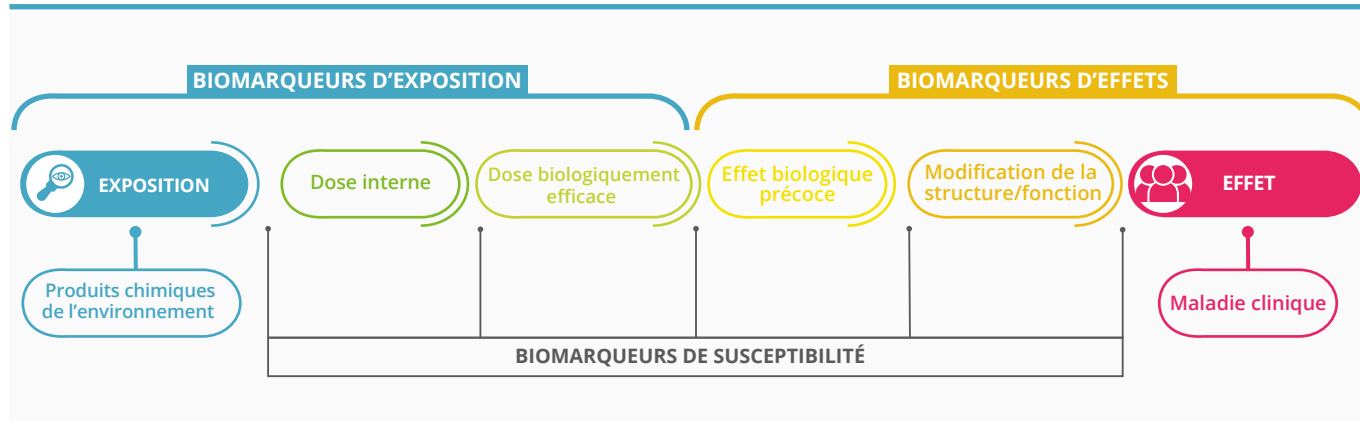 BIOMARQUEURS D’EXPOSITION
BIOMARQUEURS D’EFFETS
EXPOSITION
Dose interne
Dose biologiquement
efficace
Effet biologique
précoce
Modification de la
structure/fonction
EFFET
Produits chimiques
de l’environnement
Maladie clinique
BIOMARQUEURS DE SUSCEPTIBILITÉ